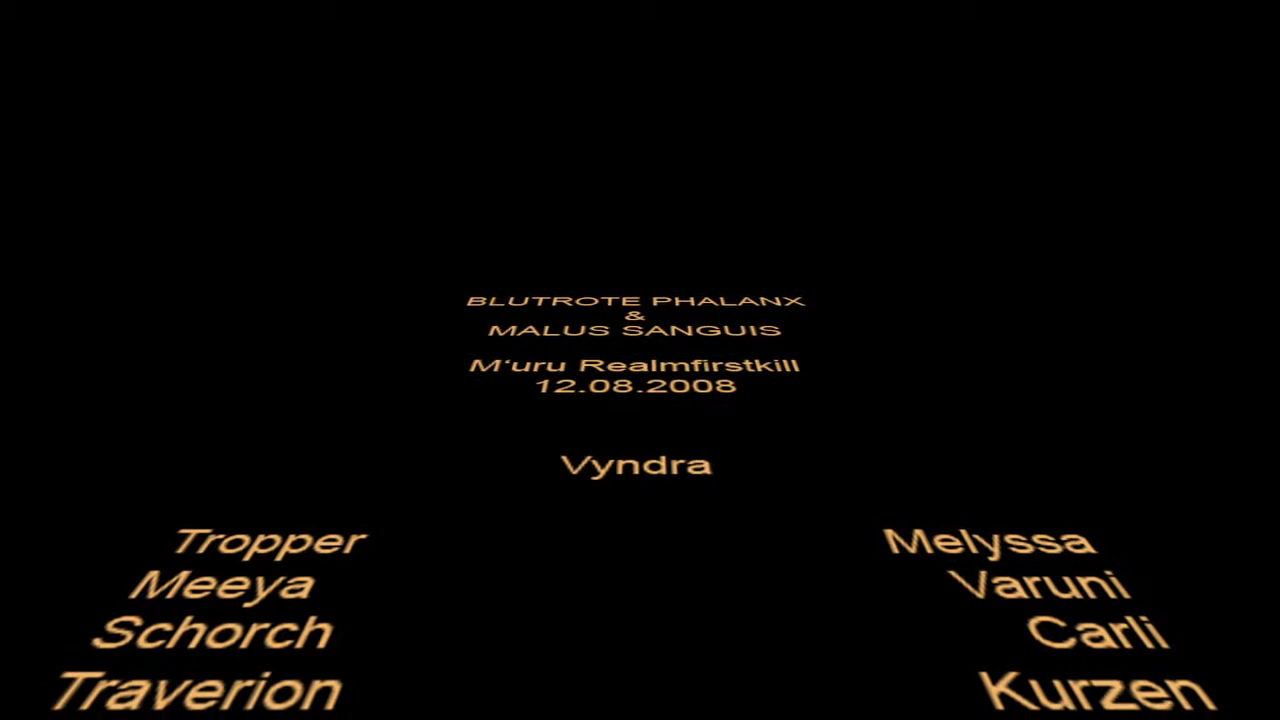 BLUTROTE PHALANX
&
MALUS SANGUIS
M‘uru Realmfirstkill
12.08.2008
Vyndra
Tropper Melyssa
Meeya Varuni
Schorch Carli
Traverion Kurzen